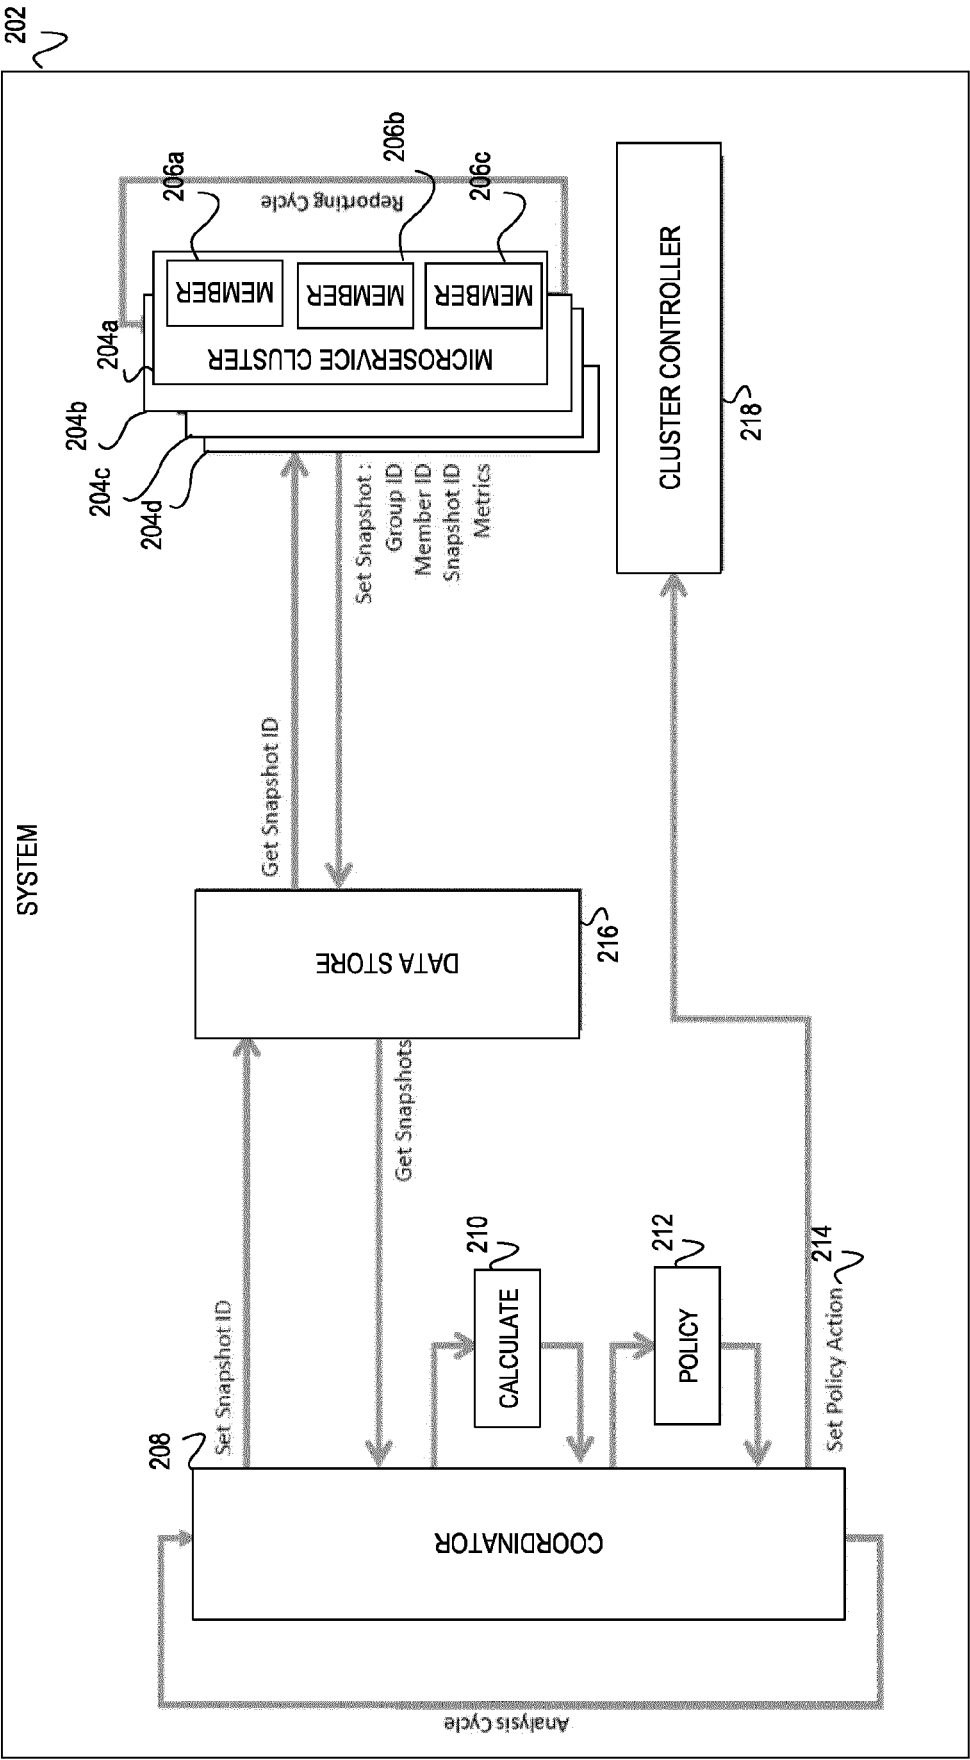 202
SYSTEM
208
COORDINATOR
Analysis Cycle
Set Snapshot ID
Get Snapshots
210
CALCULATE
212
POLICY
214
Set Policy Action
DATA STORE
216
Get Snapshot ID
Set Snapshot :
Group ID
Member ID
Snapshot ID
Metrics
204a
204b
204c
204d
MICROSERVICE CLUSTER
MEMBER
206a
MEMBER
206b
MEMBER
206c
Reporting Cycle
CLUSTER CONTROLLER
218